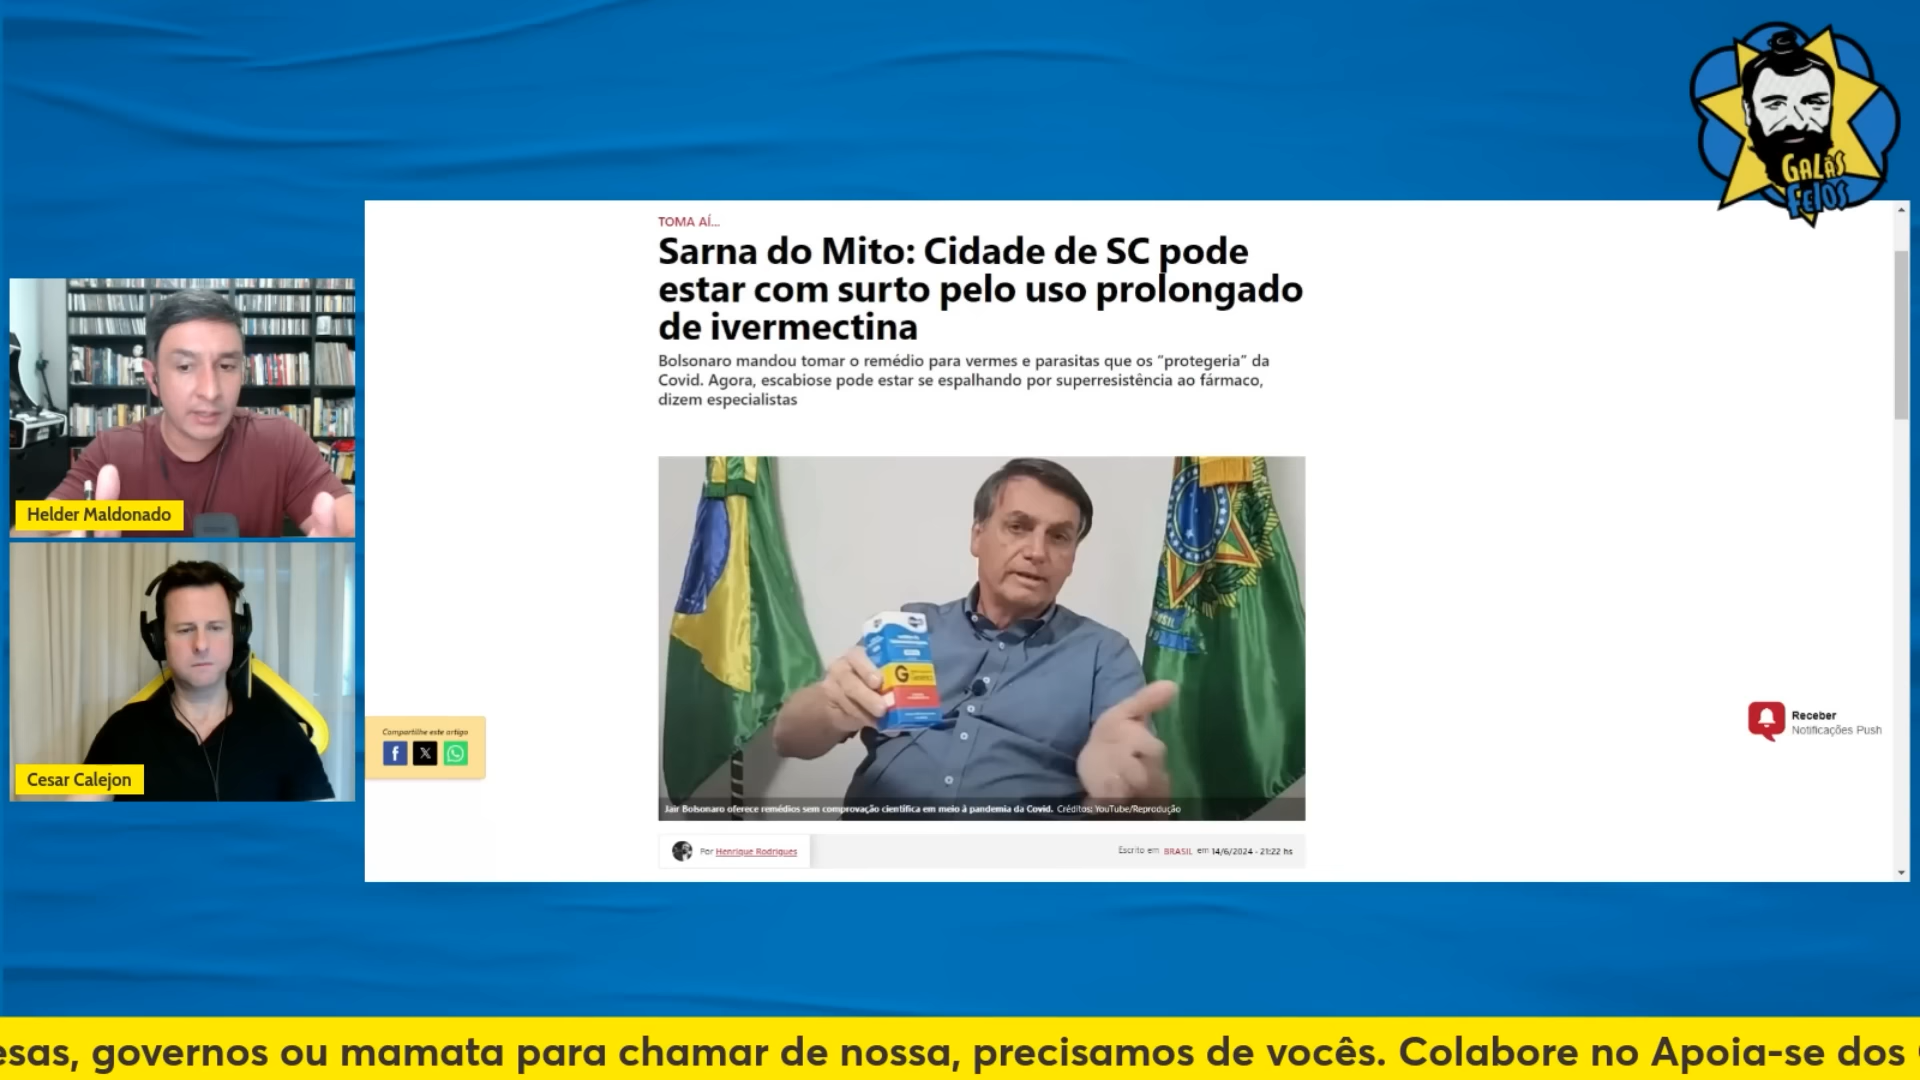 GALÃS
FEIOS
TOMA AÍ...
Sarna do Mito: Cidade de SC pode
estar com surto pelo uso prolongado
de ivermectina
Bolsonaro mandou tomar o remédio para vermes e parasitas que os “protegeria” da
Covid. Agora, escabiose pode estar se espalhando por superresistência ao fármaco,
dizem especialistas
Helder Maldonado
Cesar Calejon
Compartilhe este artigo
G
Receber
Notificações Push
Jair Bolsonaro oferece remédios sem comprovação científica em meio à pandemia da Covid. Créditos: YouTube/Reprodução
Por Henrique Rodrigues
Escrito em BRASIL em 14/6/2024 · 21:22 hs
esas, governos ou mamata para chamar de nossa, precisamos de vocês. Colabore no Apoia-se dos